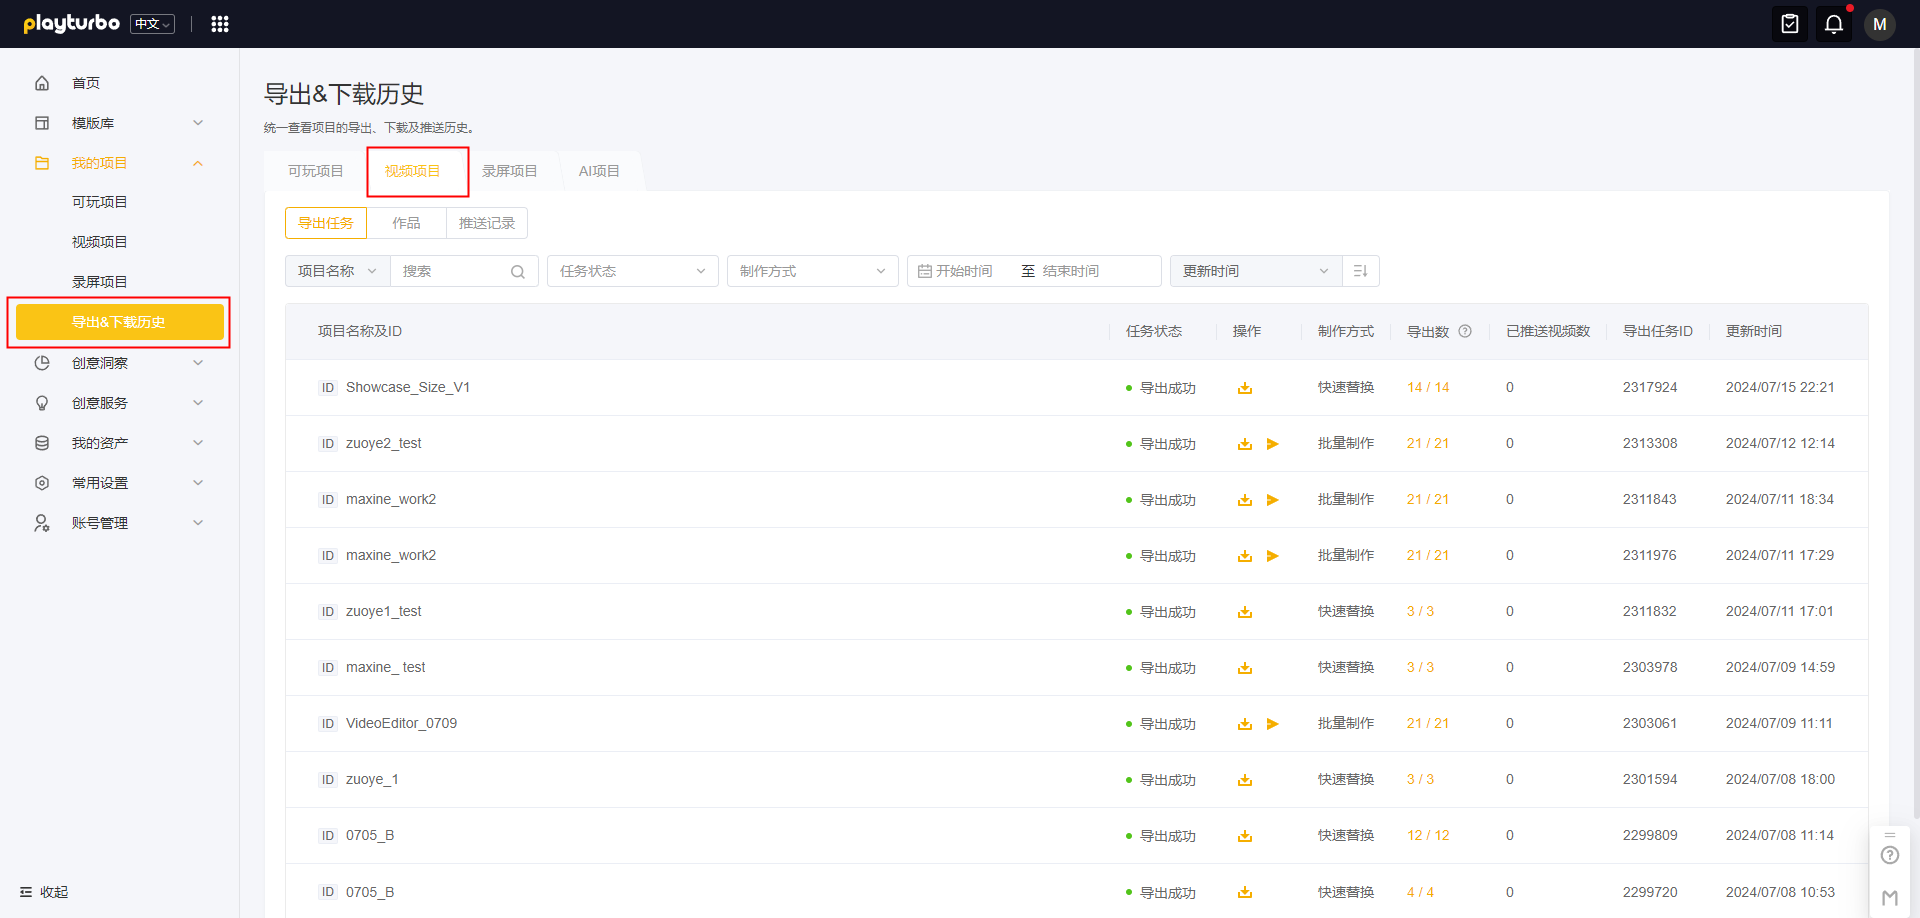 playturbo 中文 M
首页
模版库
我的项目
可玩项目
视频项目
录屏项目
导出&下载历史
创意洞察
创意服务
我的资产
常用设置
账号管理
收起
导出&下载历史
统一查看项目的导出、下载及推送历史。
可玩项目 视频项目 录屏项目 AI项目
导出任务 作品 推送记录
项目名称 搜索 任务状态 制作方式 开始时间 至 结束时间 更新时间
项目名称及ID 任务状态 操作 制作方式 导出数 已推送视频数 导出任务ID 更新时间
ID Showcase_Size_V1 导出成功 快速替换 14 / 14 0 2317924 2024/07/15 22:21
ID zuoye2_test 导出成功 批量制作 21 / 21 0 2313308 2024/07/12 12:14
ID maxine_work2 导出成功 批量制作 21 / 21 0 2311843 2024/07/11 18:34
ID maxine_work2 导出成功 批量制作 21 / 21 0 2311976 2024/07/11 17:29
ID zuoye1_test 导出成功 快速替换 3 / 3 0 2311832 2024/07/11 17:01
ID maxine_ test 导出成功 快速替换 3 / 3 0 2303978 2024/07/09 14:59
ID VideoEditor_0709 导出成功 批量制作 21 / 21 0 2303061 2024/07/09 11:11
ID zuoye_1 导出成功 快速替换 3 / 3 0 2301594 2024/07/08 18:00
ID 0705_B 导出成功 快速替换 12 / 12 0 2299809 2024/07/08 11:14
ID 0705_B 导出成功 快速替换 4 / 4 0 2299720 2024/07/08 10:53